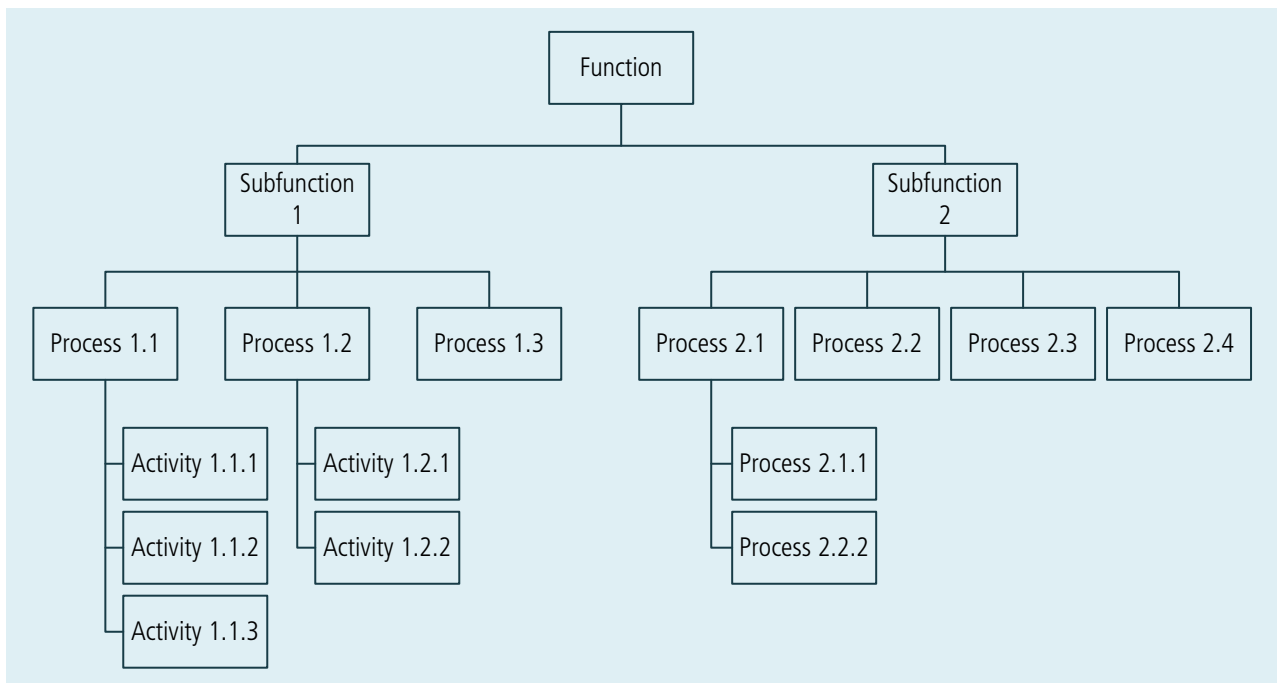 Function
Subfunction
1
Subfunction
2
Process 1.1
Process 1.2
Process 1.3
Process 2.1
Process 2.2
Process 2.3
Process 2.4
Activity 1.1.1
Activity 1.2.1
Process 2.1.1
Activity 1.1.2
Activity 1.2.2
Process 2.2.2
Activity 1.1.3